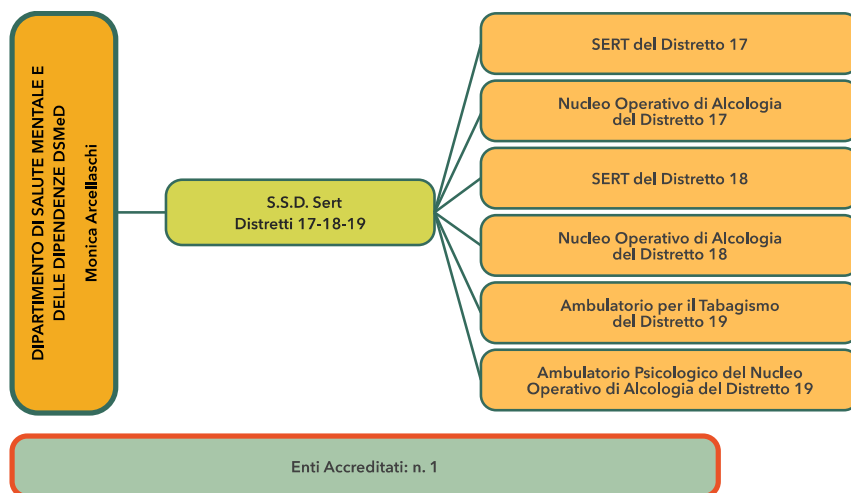 DIPARTIMENTO DI SALUTE MENTALE E
DELLE DIPENDENZE DSMeD
Monica Arcellaschi
S.S.D. Sert
Distretti 17-18-19
SERT del Distretto 17
Nucleo Operativo di Alcologia
del Distretto 17
SERT del Distretto 18
Nucleo Operativo di Alcologia
del Distretto 18
Ambulatorio per il Tabagismo
del Distretto 19
Ambulatorio Psicologico del Nucleo
Operativo di Alcologia del Distretto 19
Enti Accreditati: n. 1